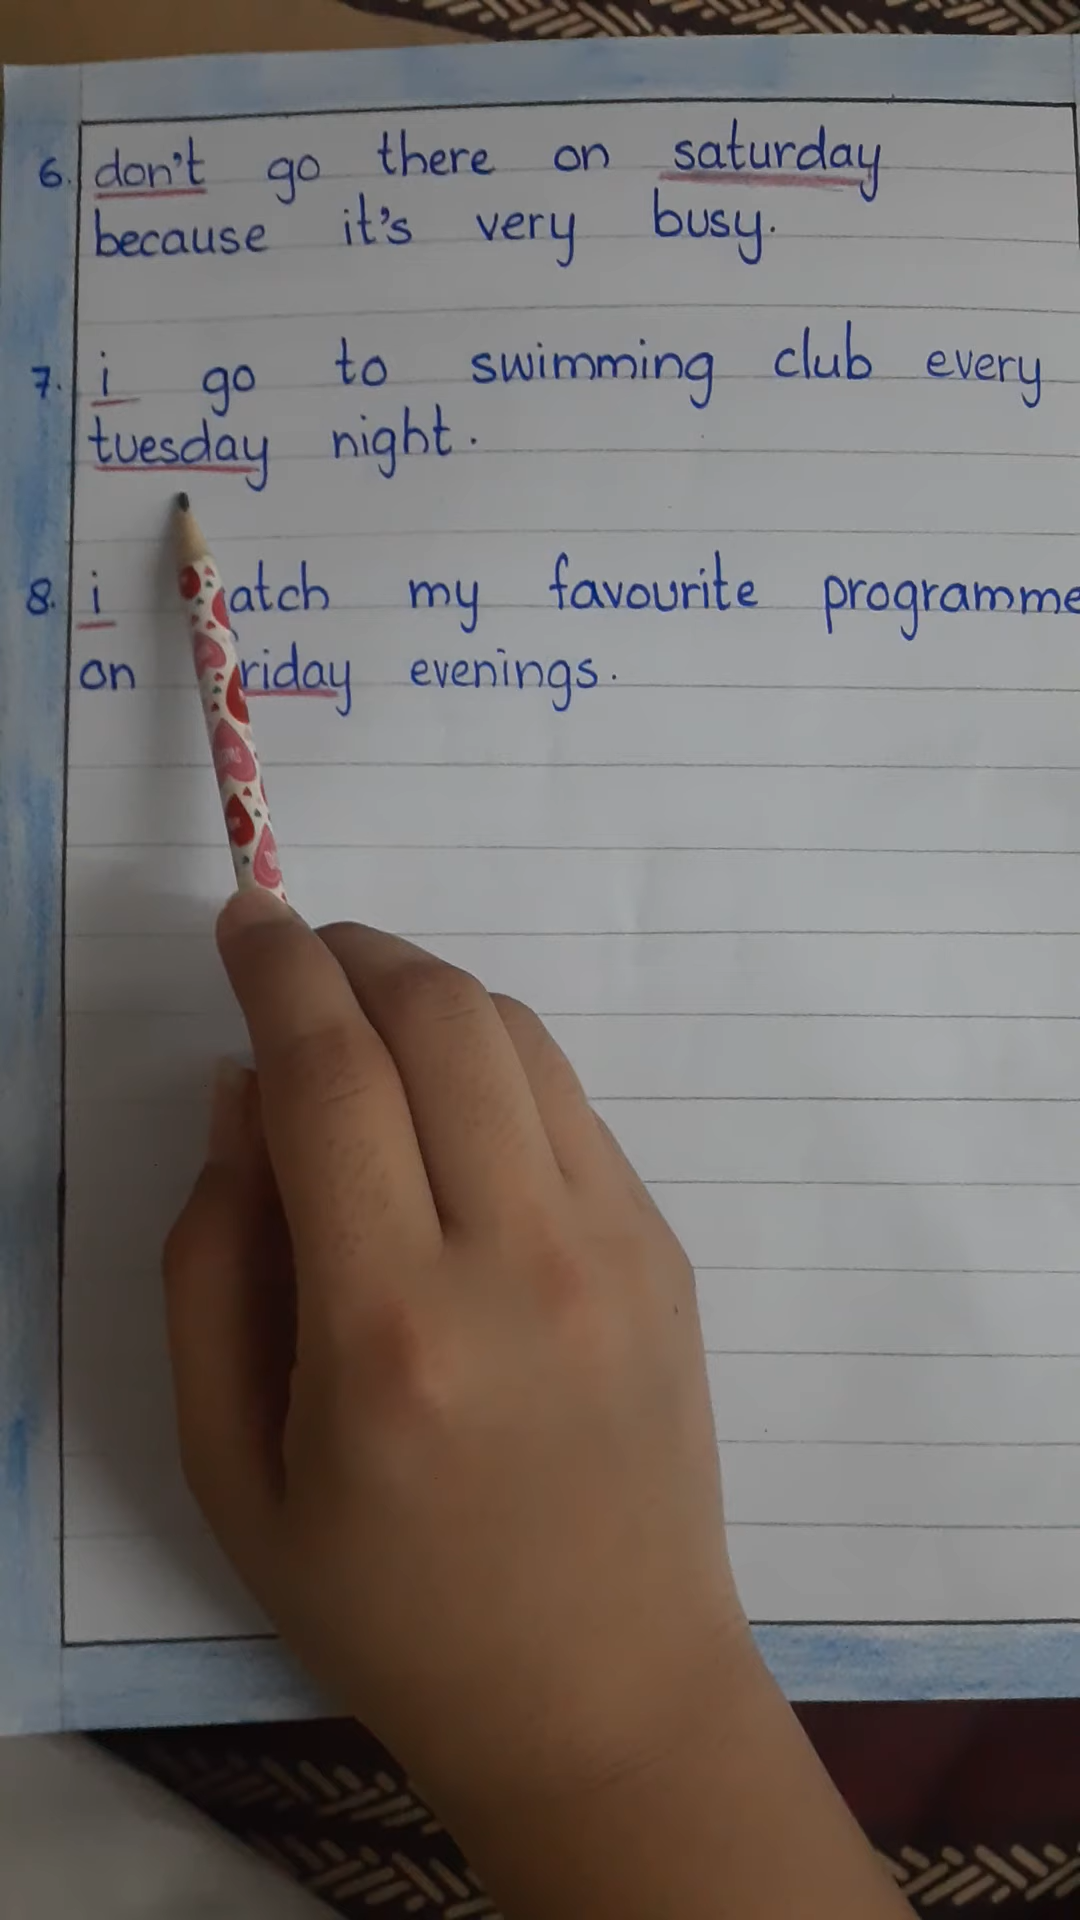 6. don't go there on saturday
because it's very busy.
7. i go to swimming club every
tuesday night.
8. i atch my favourite programme
on riday evenings.